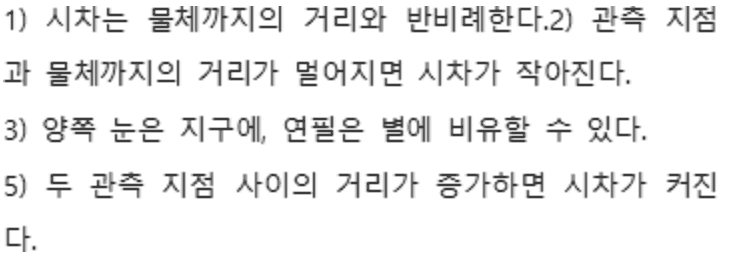 1) 시차는 물체까지의 거리와 반비례한다.2) 관측 지점
과 물체까지의 거리가 멀어지면 시차가 작아진다.
3) 양쪽 눈은 지구에, 연필은 별에 비유할 수 있다.
5) 두 관측 지점 사이의 거리가 증가하면 시차가 커진
다.